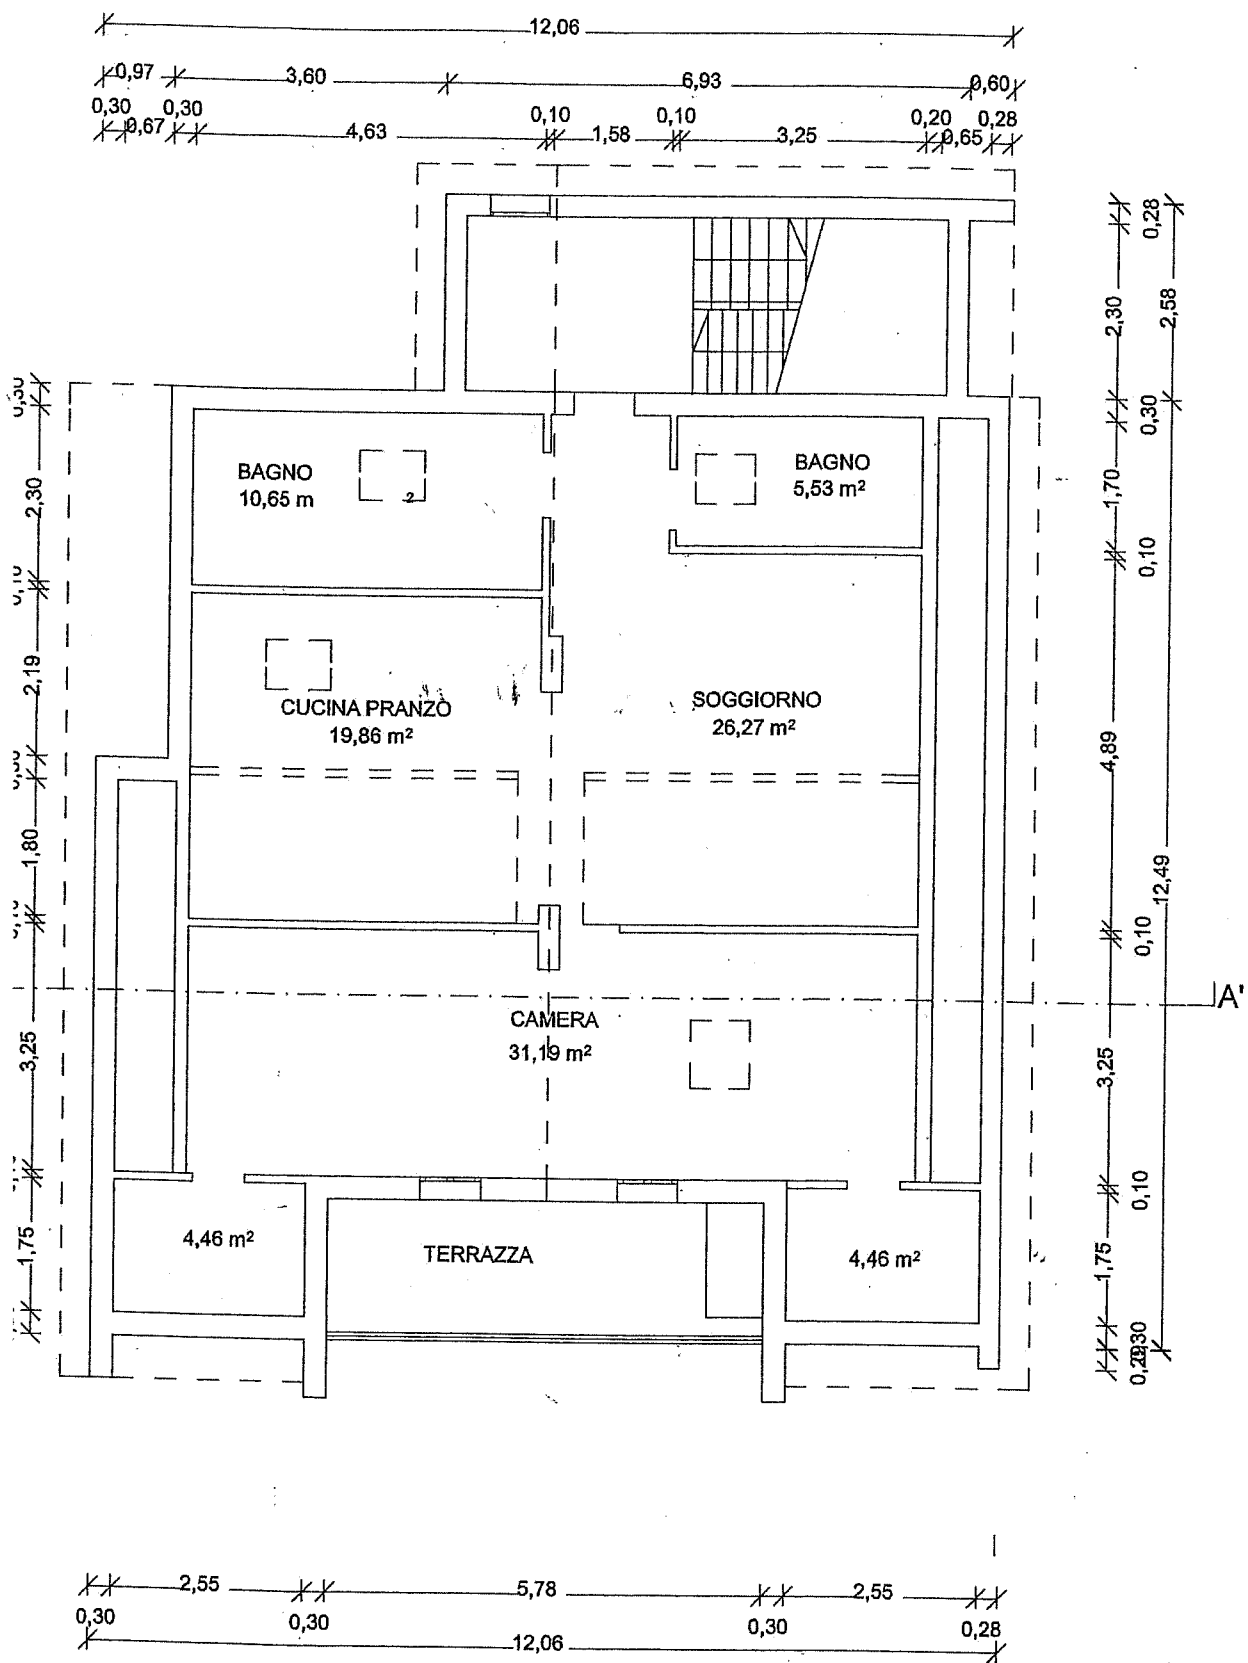 12,06
0,97 3,60 6,93 0,60
0,30 0,30 0,10 0,10 0,20 0,28
0,67 4,63 1,58 3,25 0,65
0,28
2,30
2,58
0,30
BAGNO
10,65 m
2
BAGNO
5,53 m²
2,30
1,70
0,10
2,19
CUCINA PRANZO
19,86 m²
SOGGIORNO
26,27 m²
4,89
1,80
12,49
0,10
A'
CAMERA
31,19 m²
3,25
3,25
0,10
4,46 m²
TERRAZZA
4,46 m²
1,75
1,75
0,30
2,55 5,78 2,55
0,30 0,30 0,30 0,28
12,06